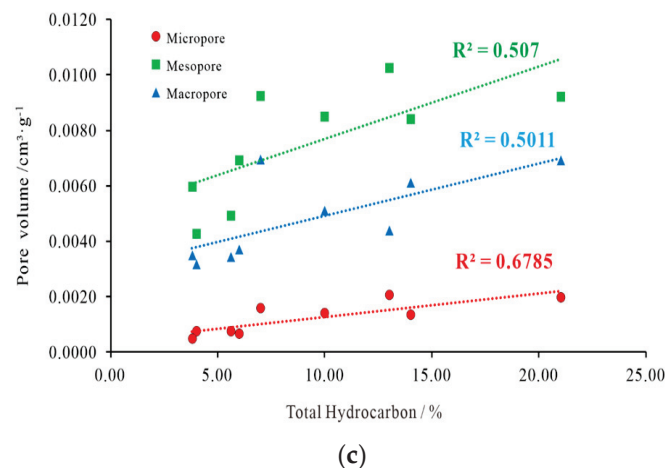 0.0120
0.0100
0.0080
0.0060
0.0040
0.0020
0.0000
Pore volume /cm³·g⁻¹
Micropore
Mesopore
Macropore
R² = 0.507
R² = 0.5011
R² = 0.6785
0.00 5.00 10.00 15.00 20.00 25.00
Total Hydrocarbon / %
(c)